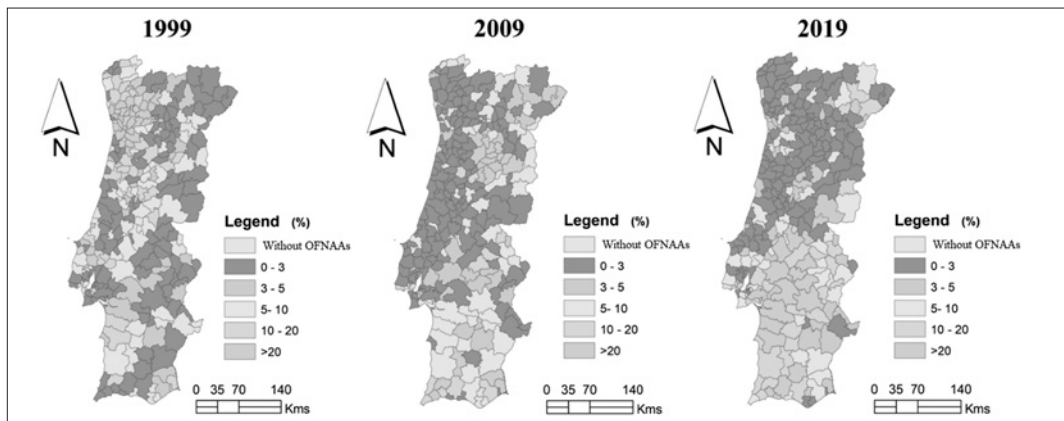 1999
N
Legend (%)
Without OFNAAs
0 - 3
3 - 5
5- 10
10 - 20
>20
0 35 70 140
Kms
2009
N
Legend (%)
Without OFNAAs
0 - 3
3 - 5
5- 10
10 - 20
>20
0 35 70 140
Kms
2019
N
Legend (%)
Without OFNAAs
0 - 3
3 - 5
5- 10
10 - 20
>20
0 35 70 140
Kms